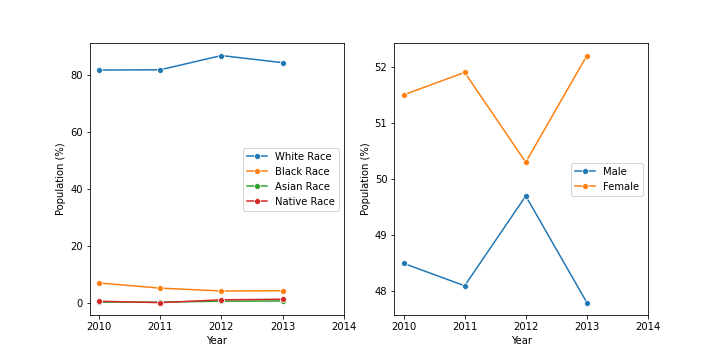 80
60
40
20
0
Population (%)
2010 2011 2012 2013 2014
Year
White Race
Black Race
Asian Race
Native Race
52
51
50
49
48
Population (%)
2010 2011 2012 2013 2014
Year
Male
Female